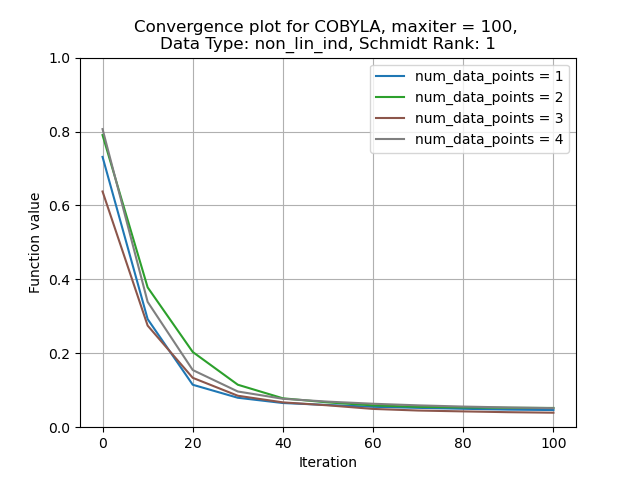 Convergence plot for COBYLA, maxiter = 100,
Data Type: non_lin_ind, Schmidt Rank: 1
num_data_points = 1
num_data_points = 2
num_data_points = 3
num_data_points = 4
1.0
0.8
0.6
0.4
0.2
0.0
Function value
0 20 40 60 80 100
Iteration